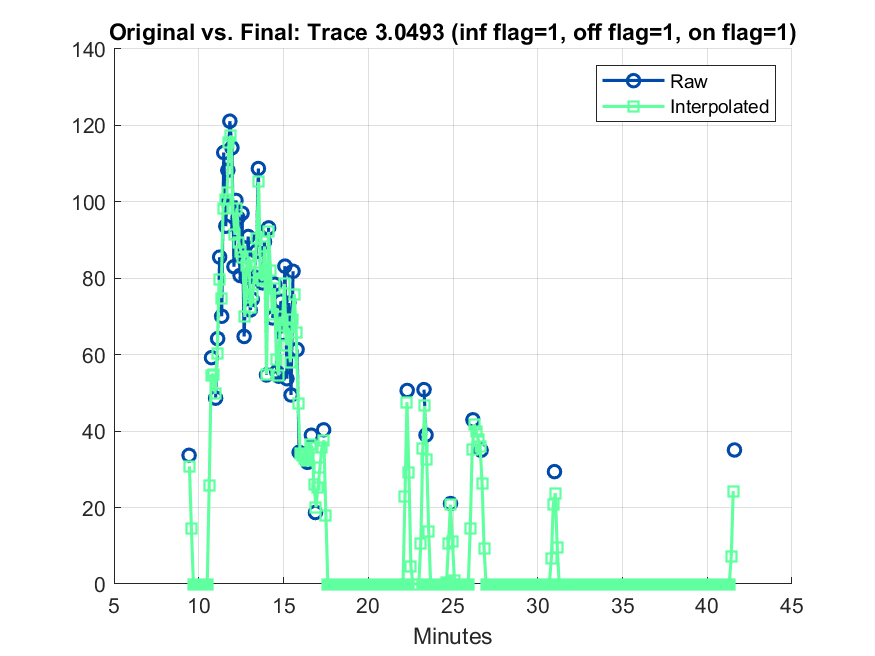 Original vs. Final: Trace 3.0493 (inf flag=1, off flag=1, on flag=1)
140
120
100
80
60
40
20
0
Raw
Interpolated
5 10 15 20 25 30 35 40 45
Minutes